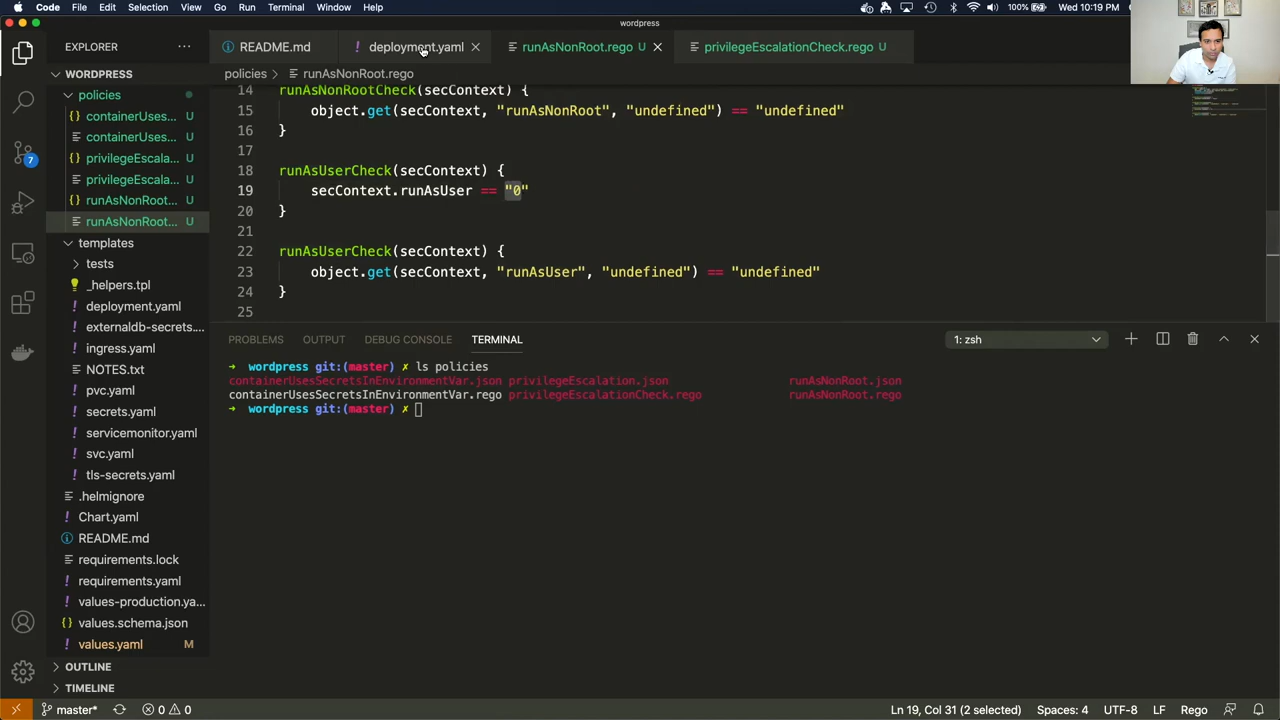 Code File Edit Selection View Go Run Terminal Window Help 100% Wed 10:19 PM
wordpress
EXPLORER
README.md
deployment.yaml
runAsNonRoot.rego U
privilegeEscalationCheck.rego U
policies > runAsNonRoot.rego
WORDPRESS
policies
containerUses... U
containerUses... U
privilegeEscala... U
privilegeEscala... U
runAsNonRoot... U
runAsNonRoot... U
templates
tests
_helpers.tpl
deployment.yaml
externaldb-secrets....
ingress.yaml
NOTES.txt
pvc.yaml
secrets.yaml
servicemonitor.yaml
svc.yaml
tls-secrets.yaml
.helmignore
Chart.yaml
README.md
requirements.lock
requirements.yaml
values-production.ya...
values.schema.json
values.yaml M
OUTLINE
TIMELINE
7
14 runAsNonRootCheck(secContext) {
15 object.get(secContext, "runAsNonRoot", "undefined") == "undefined"
16 }
17
18 runAsUserCheck(secContext) {
19 secContext.runAsUser == "0"
20 }
21
22 runAsUserCheck(secContext) {
23 object.get(secContext, "runAsUser", "undefined") == "undefined"
24 }
25
PROBLEMS OUTPUT DEBUG CONSOLE TERMINAL 1: zsh
→ wordpress git:(master) ✗ ls policies
containerUsesSecretsInEnvironmentVar.json privilegeEscalation.json runAsNonRoot.json
containerUsesSecretsInEnvironmentVar.rego privilegeEscalationCheck.rego runAsNonRoot.rego
→ wordpress git:(master) ✗
master* 0 0 Ln 19, Col 31 (2 selected) Spaces: 4 UTF-8 LF Rego